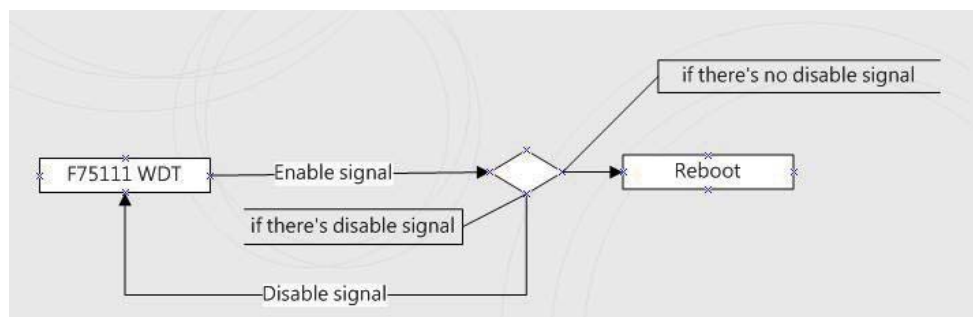 if there's no disable signal
F75111 WDT
Enable signal
Reboot
if there's disable signal
Disable signal